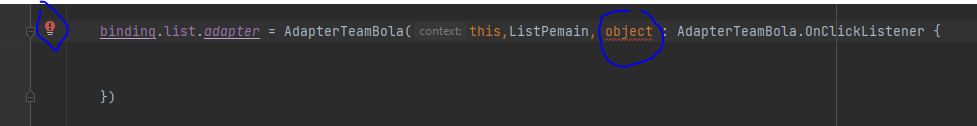 binding.list.adapter = AdapterTeamBola( context: this,ListPemain, object : AdapterTeamBola.OnClickListener {
})